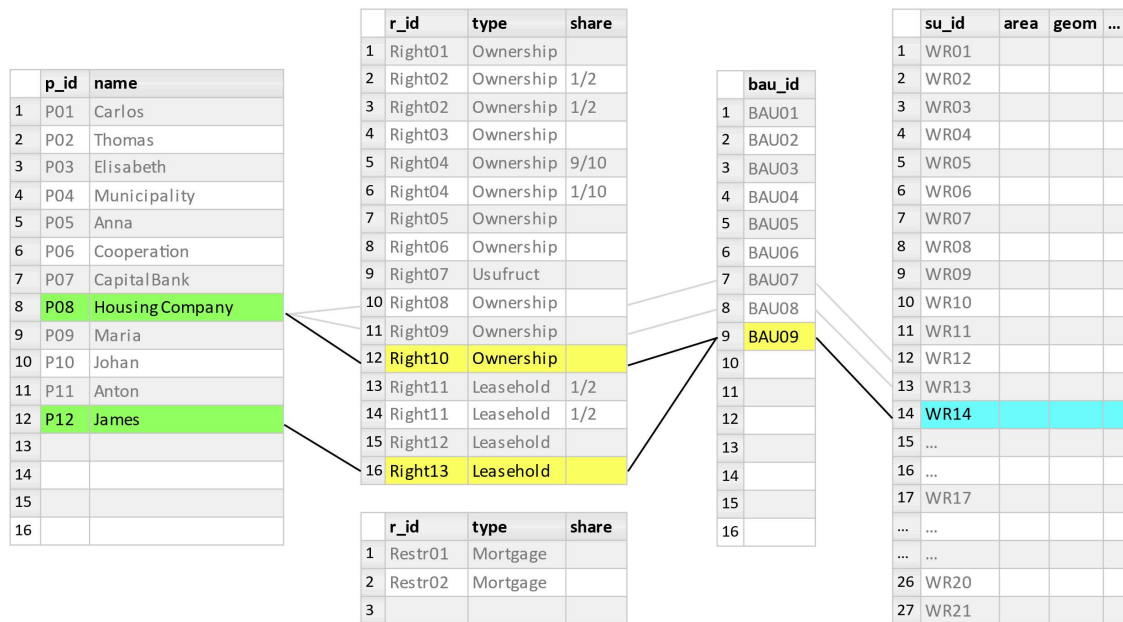 p_id name
1 P01 Carlos
2 P02 Thomas
3 P03 Elisabeth
4 P04 Municipality
5 P05 Anna
6 P06 Cooperation
7 P07 CapitalBank
8 P08 Housing Company
9 P09 Maria
10 P10 Johan
11 P11 Anton
12 P12 James
13
14
15
16
r_id type share
1 Right01 Ownership
2 Right02 Ownership 1/2
3 Right02 Ownership 1/2
4 Right03 Ownership
5 Right04 Ownership 9/10
6 Right04 Ownership 1/10
7 Right05 Ownership
8 Right06 Ownership
9 Right07 Usufruct
10 Right08 Ownership
11 Right09 Ownership
12 Right10 Ownership
13 Right11 Leasehold 1/2
14 Right11 Leasehold 1/2
15 Right12 Leasehold
16 Right13 Leasehold
r_id type share
1 Restr01 Mortgage
2 Restr02 Mortgage
3
bau_id
1 BAU01
2 BAU02
3 BAU03
4 BAU04
5 BAU05
6 BAU06
7 BAU07
8 BAU08
9 BAU09
10
11
12
13
14
15
16
su_id area geom ...
1 WR01
2 WR02
3 WR03
4 WR04
5 WR05
6 WR06
7 WR07
8 WR08
9 WR09
10 WR10
11 WR11
12 WR12
13 WR13
14 WR14
15 ...
16 ...
17 WR17
... ...
... ...
26 WR20
27 WR21